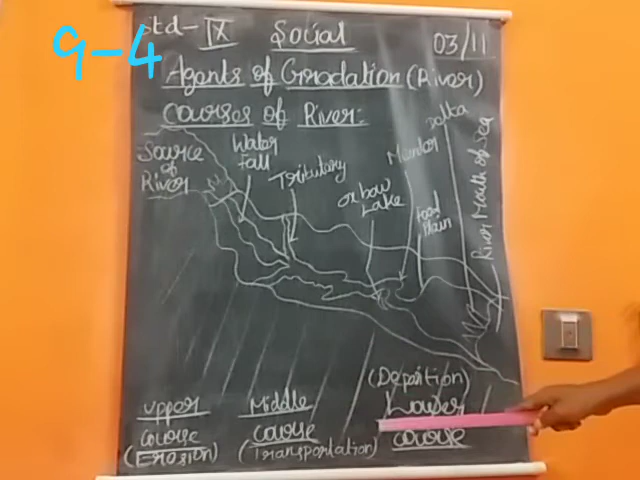 9-4
Std- IX Social 03/11
Agents of Gradation (River)
Courses of River:
Source of River
Water Fall
Tributary
oxbow Lake
Meander
Flood Plain
Delta
River Mouth of Sea
Upper course (Erosion)
Middle course (Transportation)
(Deposition) Lower course